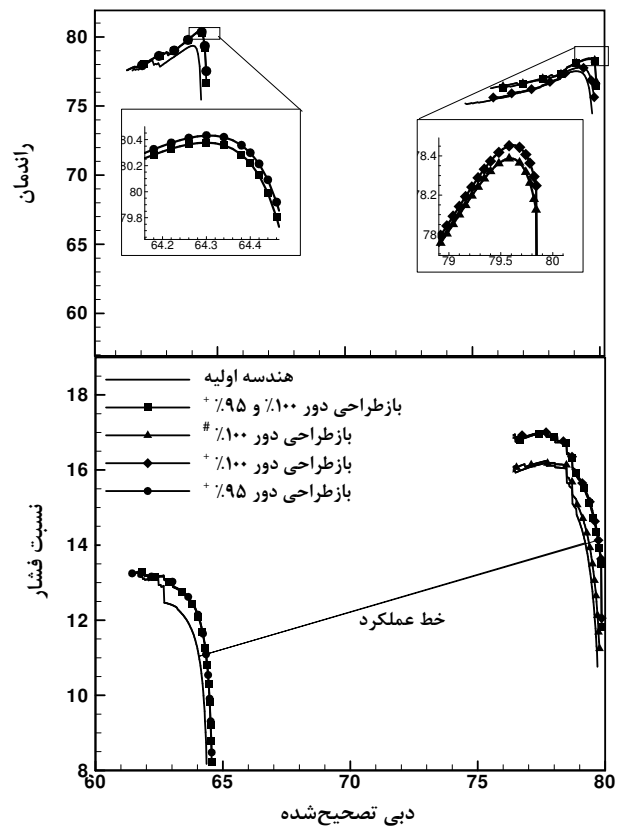 راندمان
80
75
70
65
60
80.4
80.2
80
79.8
64.2 64.3 64.4
78.4
78.2
78
79 79.5 80
هندسه اولیه
بازطراحی دور ۱۰۰٪ و ۹۵٪ +
بازطراحی دور ۱۰۰٪ #
بازطراحی دور ۱۰۰٪ +
بازطراحی دور ۹۵٪ +
خط عملکرد
نسبت فشار
18
16
14
12
10
8
60 65 70 75 80
دبی تصحیح‌شده